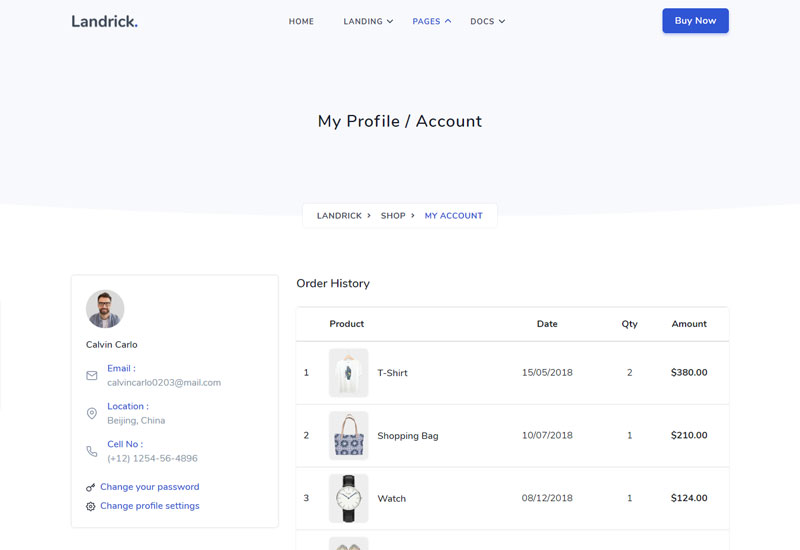 Landrick.
HOME LANDING PAGES DOCS
Buy Now
My Profile / Account
LANDRICK > SHOP > MY ACCOUNT
Calvin Carlo
Email :
calvincarlo0203@mail.com
Location :
Beijing, China
Cell No :
(+12) 1254-56-4896
Change your password
Change profile settings
Order History
Product Date Qty Amount
1 T-Shirt 15/05/2018 2 $380.00
2 Shopping Bag 10/07/2018 1 $210.00
3 Watch 08/12/2018 1 $124.00